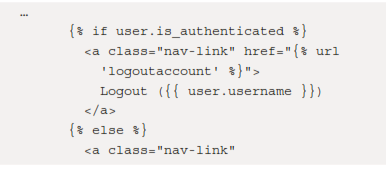 …
{% if user.is_authenticated %}
<a class="nav-link" href="{% url
'logoutaccount' %}">
Logout ({{ user.username }})
</a>
{% else %}
<a class="nav-link"